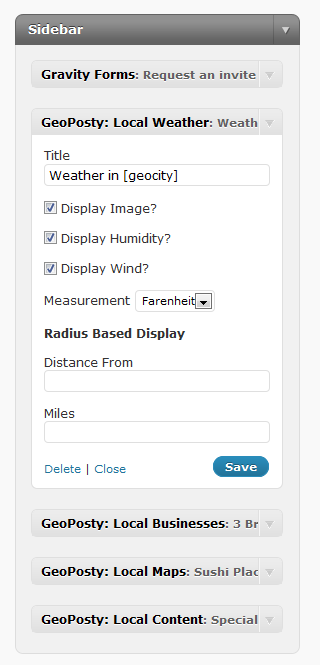 Sidebar
Gravity Forms: Request an invite
GeoPosty: Local Weather: Weath
Title
Weather in [geocity]
Display Image?
Display Humidity?
Display Wind?
Measurement Farenheit
Radius Based Display
Distance From
Miles
Delete | Close Save
GeoPosty: Local Businesses: 3 Br
GeoPosty: Local Maps: Sushi Plac
GeoPosty: Local Content: Special